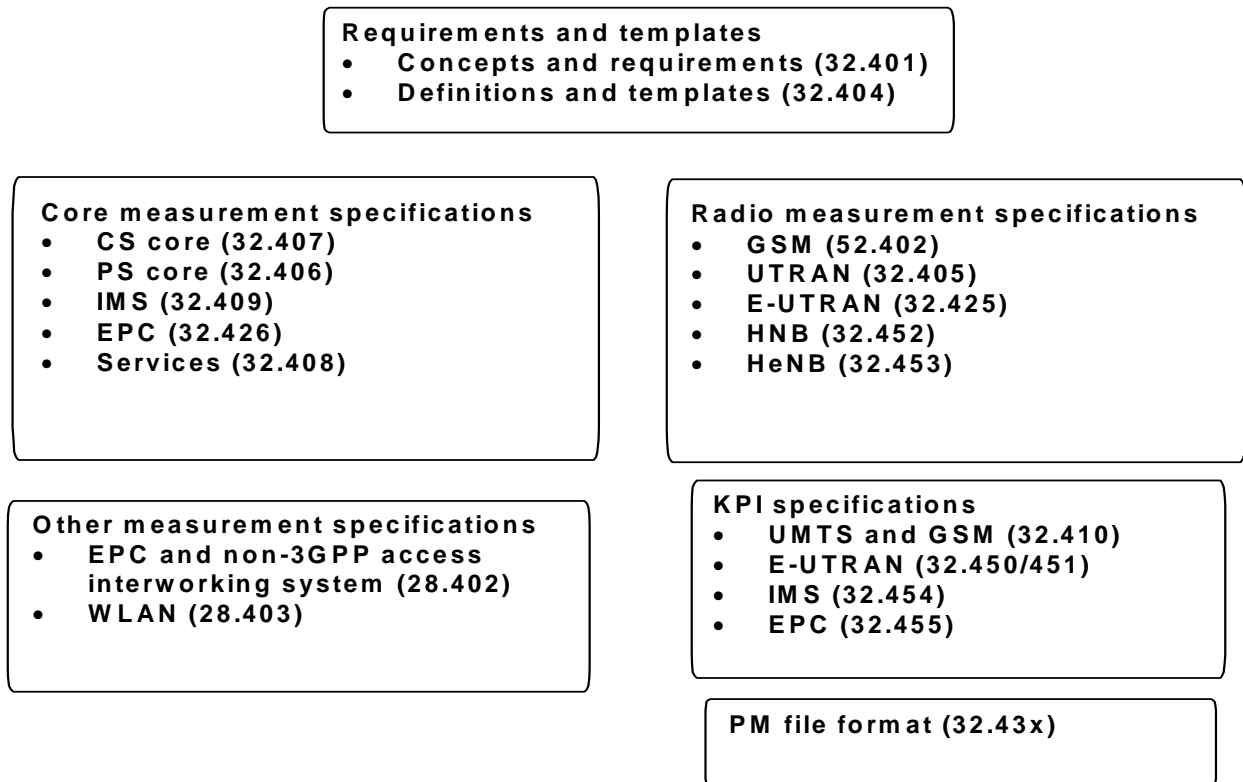 Requirements and templates
• Concepts and requirements (32.401)
• Definitions and templates (32.404)
Core measurement specifications
• CS core (32.407)
• PS core (32.406)
• IMS (32.409)
• EPC (32.426)
• Services (32.408)
Radio measurement specifications
• GSM (52.402)
• UTRAN (32.405)
• E-UTRAN (32.425)
• HNB (32.452)
• HeNB (32.453)
Other measurement specifications
• EPC and non-3GPP access
interworking system (28.402)
• WLAN (28.403)
KPI specifications
• UMTS and GSM (32.410)
• E-UTRAN (32.450/451)
• IMS (32.454)
• EPC (32.455)
PM file format (32.43x)